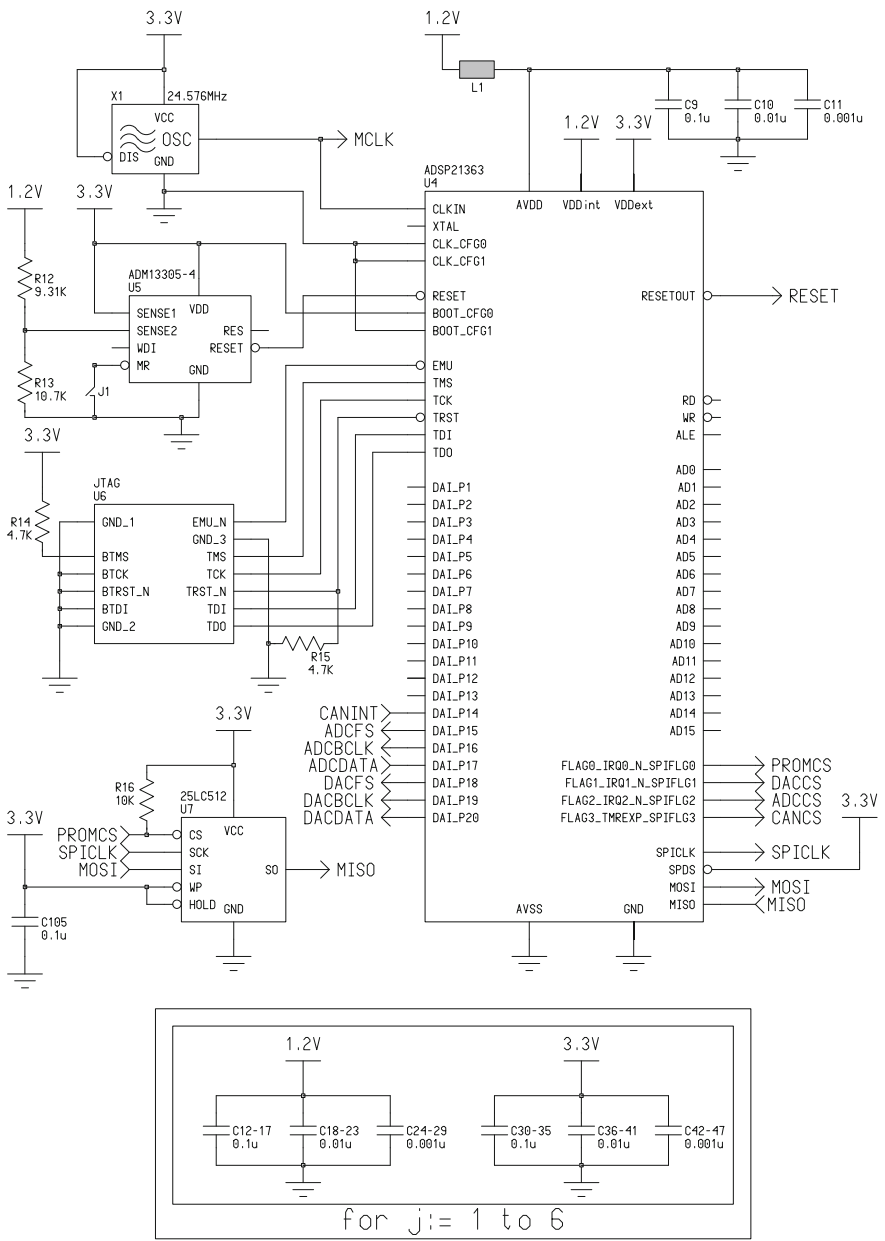 3.3V
1.2V
X1
24.576MHz
VCC
OSC
DIS
GND
MCLK
L1
C9
0.1u
C10
0.01u
C11
0.001u
1.2V
3.3V
ADSP21363
U4
AVDD
VDDint
VDDext
CLKIN
XTAL
CLK_CFG0
CLK_CFG1
RESET
BOOT_CFG0
BOOT_CFG1
EMU
TMS
TCK
TRST
TDI
TDO
DAI_P1
DAI_P2
DAI_P3
DAI_P4
DAI_P5
DAI_P6
DAI_P7
DAI_P8
DAI_P9
DAI_P10
DAI_P11
DAI_P12
DAI_P13
DAI_P14
DAI_P15
DAI_P16
DAI_P17
DAI_P18
DAI_P19
DAI_P20
RESETOUT
RESET
RD
WR
ALE
AD0
AD1
AD2
AD3
AD4
AD5
AD6
AD7
AD8
AD9
AD10
AD11
AD12
AD13
AD14
AD15
FLAG0_IRQ0_N_SPIFLG0
FLAG1_IRQ1_N_SPIFLG1
FLAG2_IRQ2_N_SPIFLG2
FLAG3_TMREXP_SPIFLG3
SPICLK
SPDS
MOSI
MISO
PROMCS
DACCS
ADCCS
CANCS
3.3V
SPICLK
MOSI
MISO
AVSS
GND
1.2V
3.3V
R12
9.31K
R13
10.7K
ADM13305-4
U5
SENSE1
SENSE2
WDI
MR
VDD
RES
RESET
GND
J1
3.3V
R14
4.7K
JTAG
U6
GND_1
BTMS
BTCK
BTRST_N
BTDI
GND_2
EMU_N
GND_3
TMS
TCK
TRST_N
TDI
TDO
R15
4.7K
CANINT
ADCFS
ADCBCLK
ADCDATA
DACFS
DACBCLK
DACDATA
3.3V
R16
10K
25LC512
U7
3.3V
PROMCS
SPICLK
MOSI
CS
SCK
SI
WP
HOLD
VCC
SO
GND
MISO
C105
0.1u
1.2V
3.3V
C12-17
0.1u
C18-23
0.01u
C24-29
0.001u
C30-35
0.1u
C36-41
0.01u
C42-47
0.001u
for j:= 1 to 6